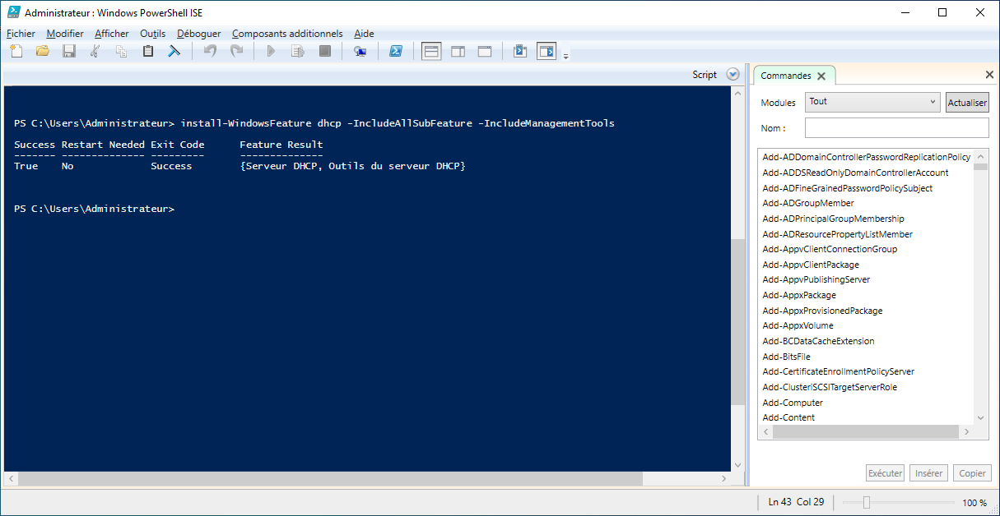 Administrateur : Windows PowerShell ISE
Fichier Modifier Afficher Outils Déboguer Composants additionnels Aide
Script
PS C:\Users\Administrateur> install-WindowsFeature dhcp -IncludeAllSubFeature -IncludeManagementTools
Success Restart Needed Exit Code Feature Result
------- -------------- --------- --------------
True No Success {Serveur DHCP, Outils du serveur DHCP}
PS C:\Users\Administrateur>
Commandes
Modules Tout Actualiser
Nom :
Add-ADDomainControllerPasswordReplicationPolicy
Add-ADDSReadOnlyDomainControllerAccount
Add-ADFineGrainedPasswordPolicySubject
Add-ADGroupMember
Add-ADPrincipalGroupMembership
Add-ADResourcePropertyListMember
Add-AppvClientConnectionGroup
Add-AppvClientPackage
Add-AppvPublishingServer
Add-AppxPackage
Add-AppxProvisionedPackage
Add-AppxVolume
Add-BCDataCacheExtension
Add-BitsFile
Add-CertificateEnrollmentPolicyServer
Add-ClusteriSCSITargetServerRole
Add-Computer
Add-Content
Exécuter Insérer Copier
Ln 43 Col 29 100 %